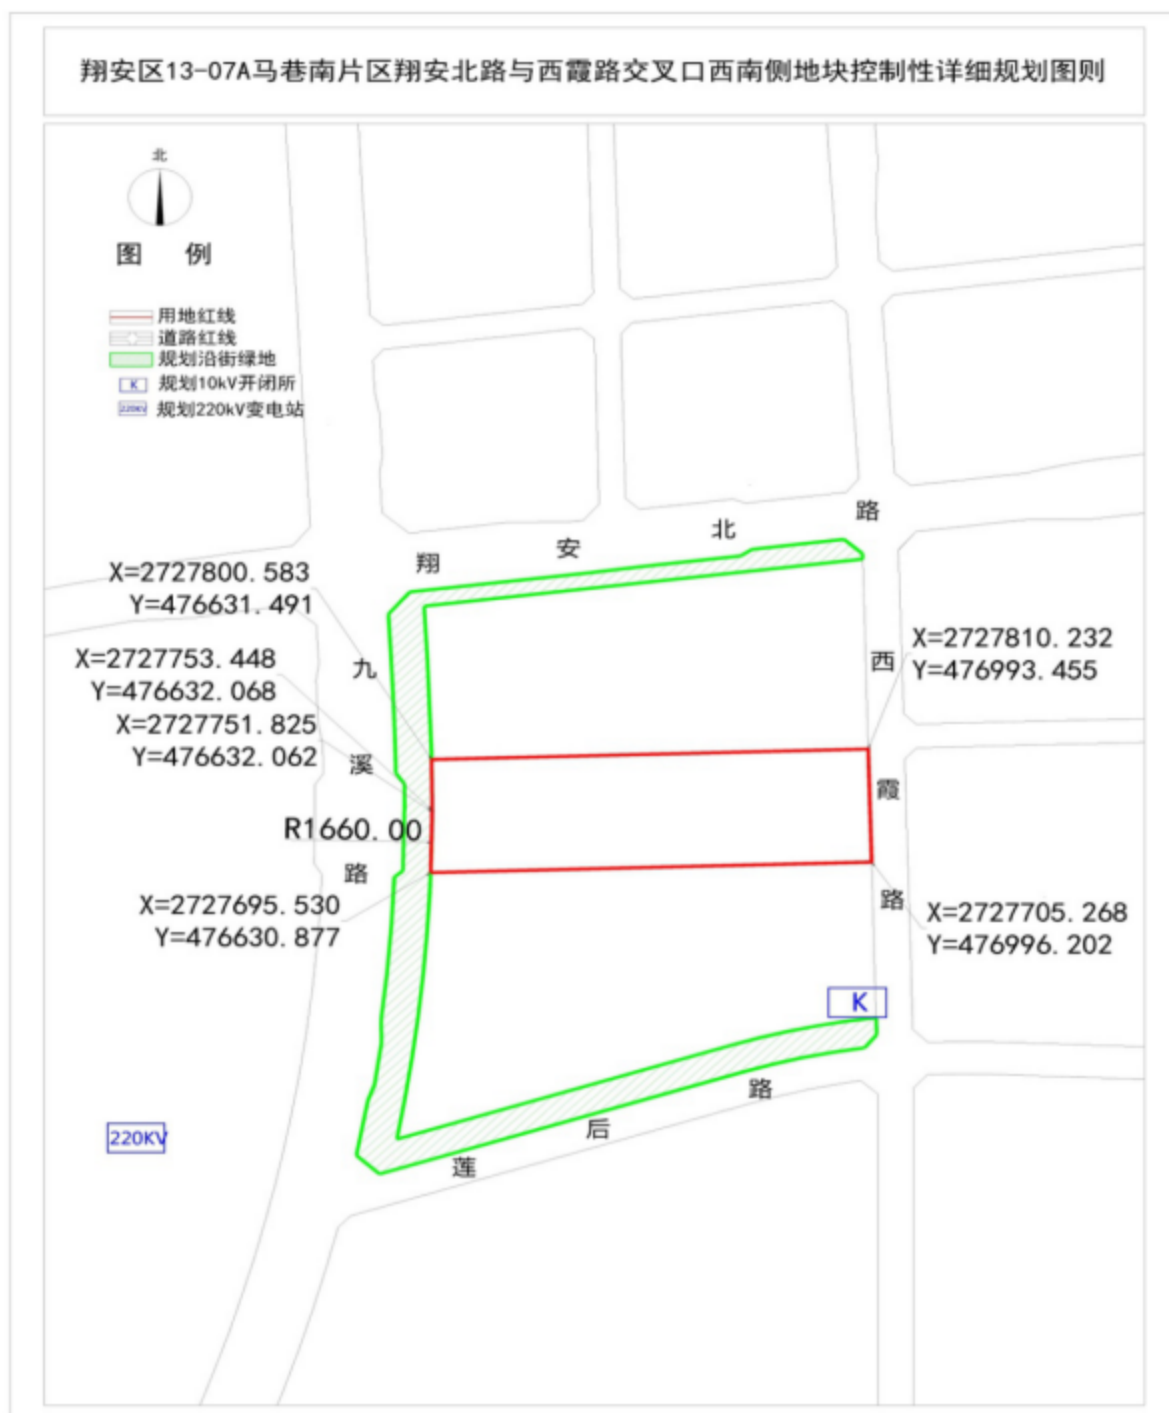 翔安区13-07A马巷南片区翔安北路与西霞路交叉口西南侧地块控制性详细规划图则
北
图 例
用地红线
道路红线
规划沿街绿地
K 规划10kV开闭所
220KV 规划220kV变电站
翔 安 北 路
X=2727800.583
Y=476631.491
X=2727753.448
Y=476632.068
X=2727751.825
Y=476632.062
R1660.00
X=2727695.530
Y=476630.877
九
溪
路
X=2727810.232
Y=476993.455
西
霞
路
X=2727705.268
Y=476996.202
K
220KV
莲 后 路